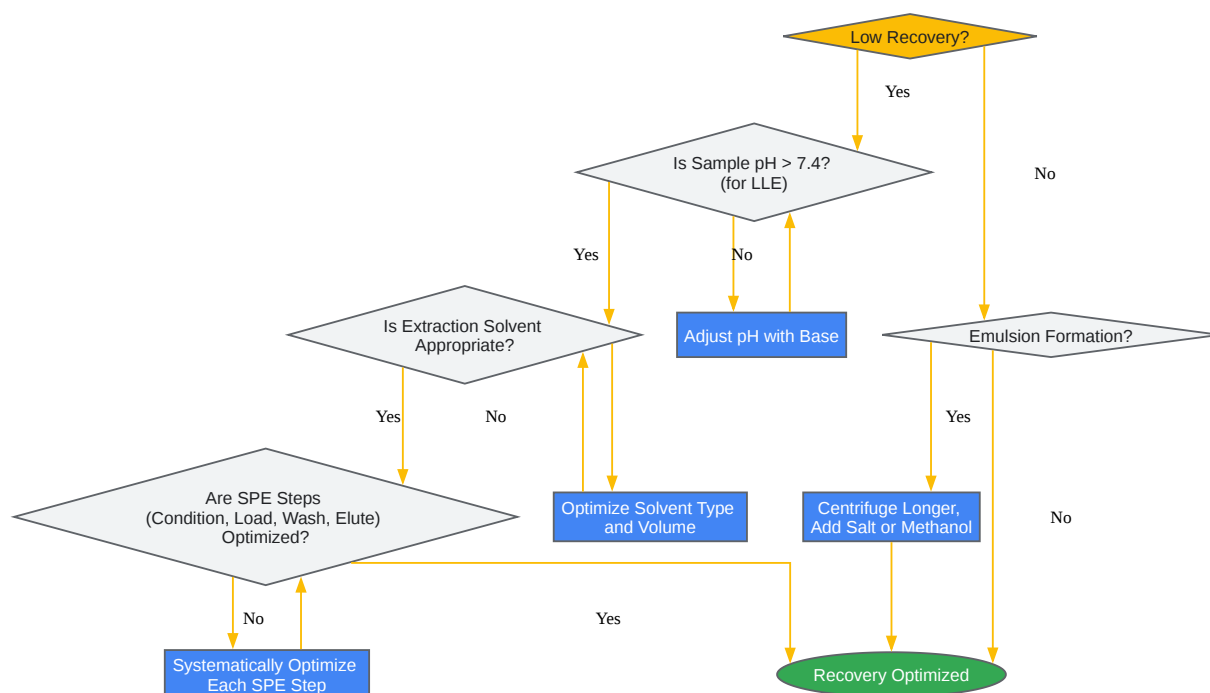 Low Recovery?
Yes
Is Sample pH > 7.4?
(for LLE)
No
Yes
No
Is Extraction Solvent
Appropriate?
Adjust pH with Base
Emulsion Formation?
Yes
No
Yes
Are SPE Steps
(Condition, Load, Wash, Elute)
Optimized?
Optimize Solvent Type
and Volume
Centrifuge Longer,
Add Salt or Methanol
No
No
Yes
Systematically Optimize
Each SPE Step
Recovery Optimized